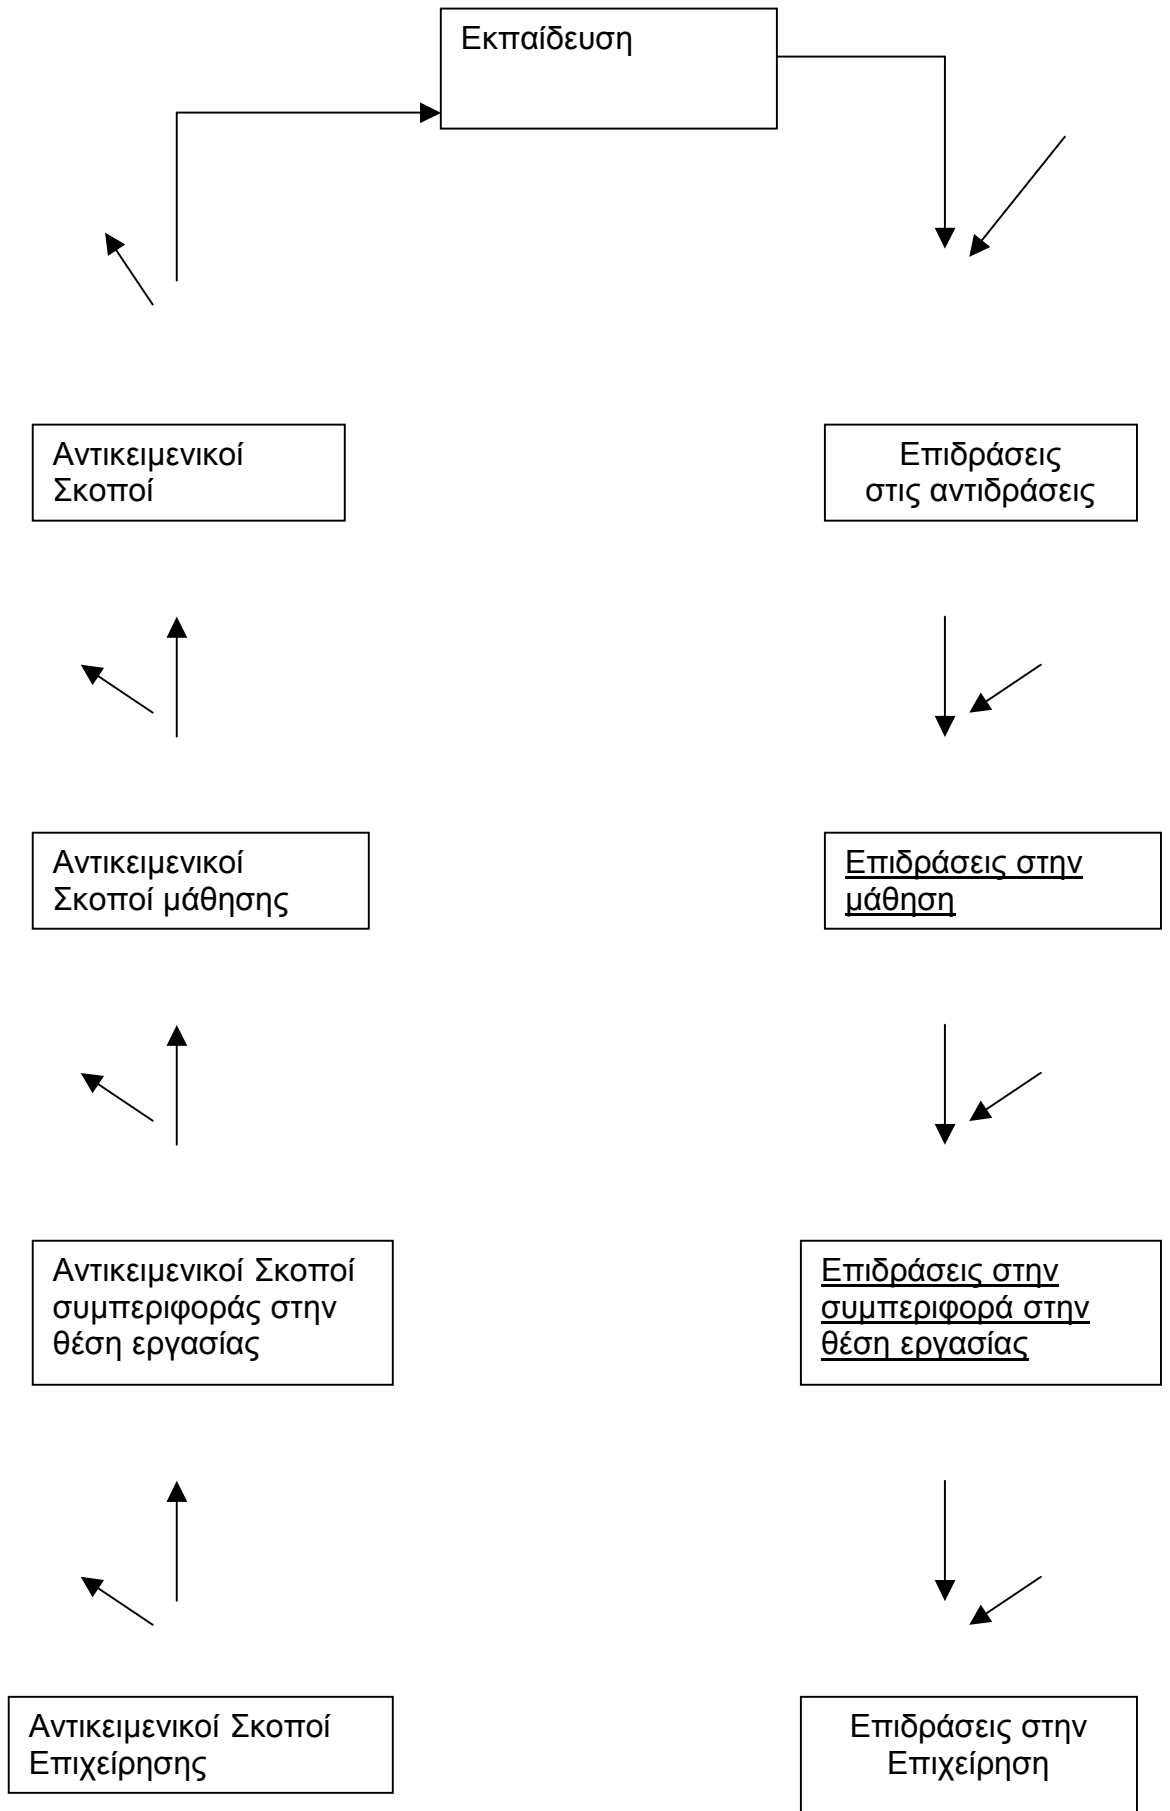 Εκπαίδευση
Αντικειμενικοί
Σκοποί
Επιδράσεις
στις αντιδράσεις
Αντικειμενικοί
Σκοποί μάθησης
Επιδράσεις στην
μάθηση
Αντικειμενικοί Σκοποί
συμπεριφοράς στην
θέση εργασίας
Επιδράσεις στην
συμπεριφορά στην
θέση εργασίας
Αντικειμενικοί Σκοποί
Επιχείρησης
Επιδράσεις στην
Επιχείρηση